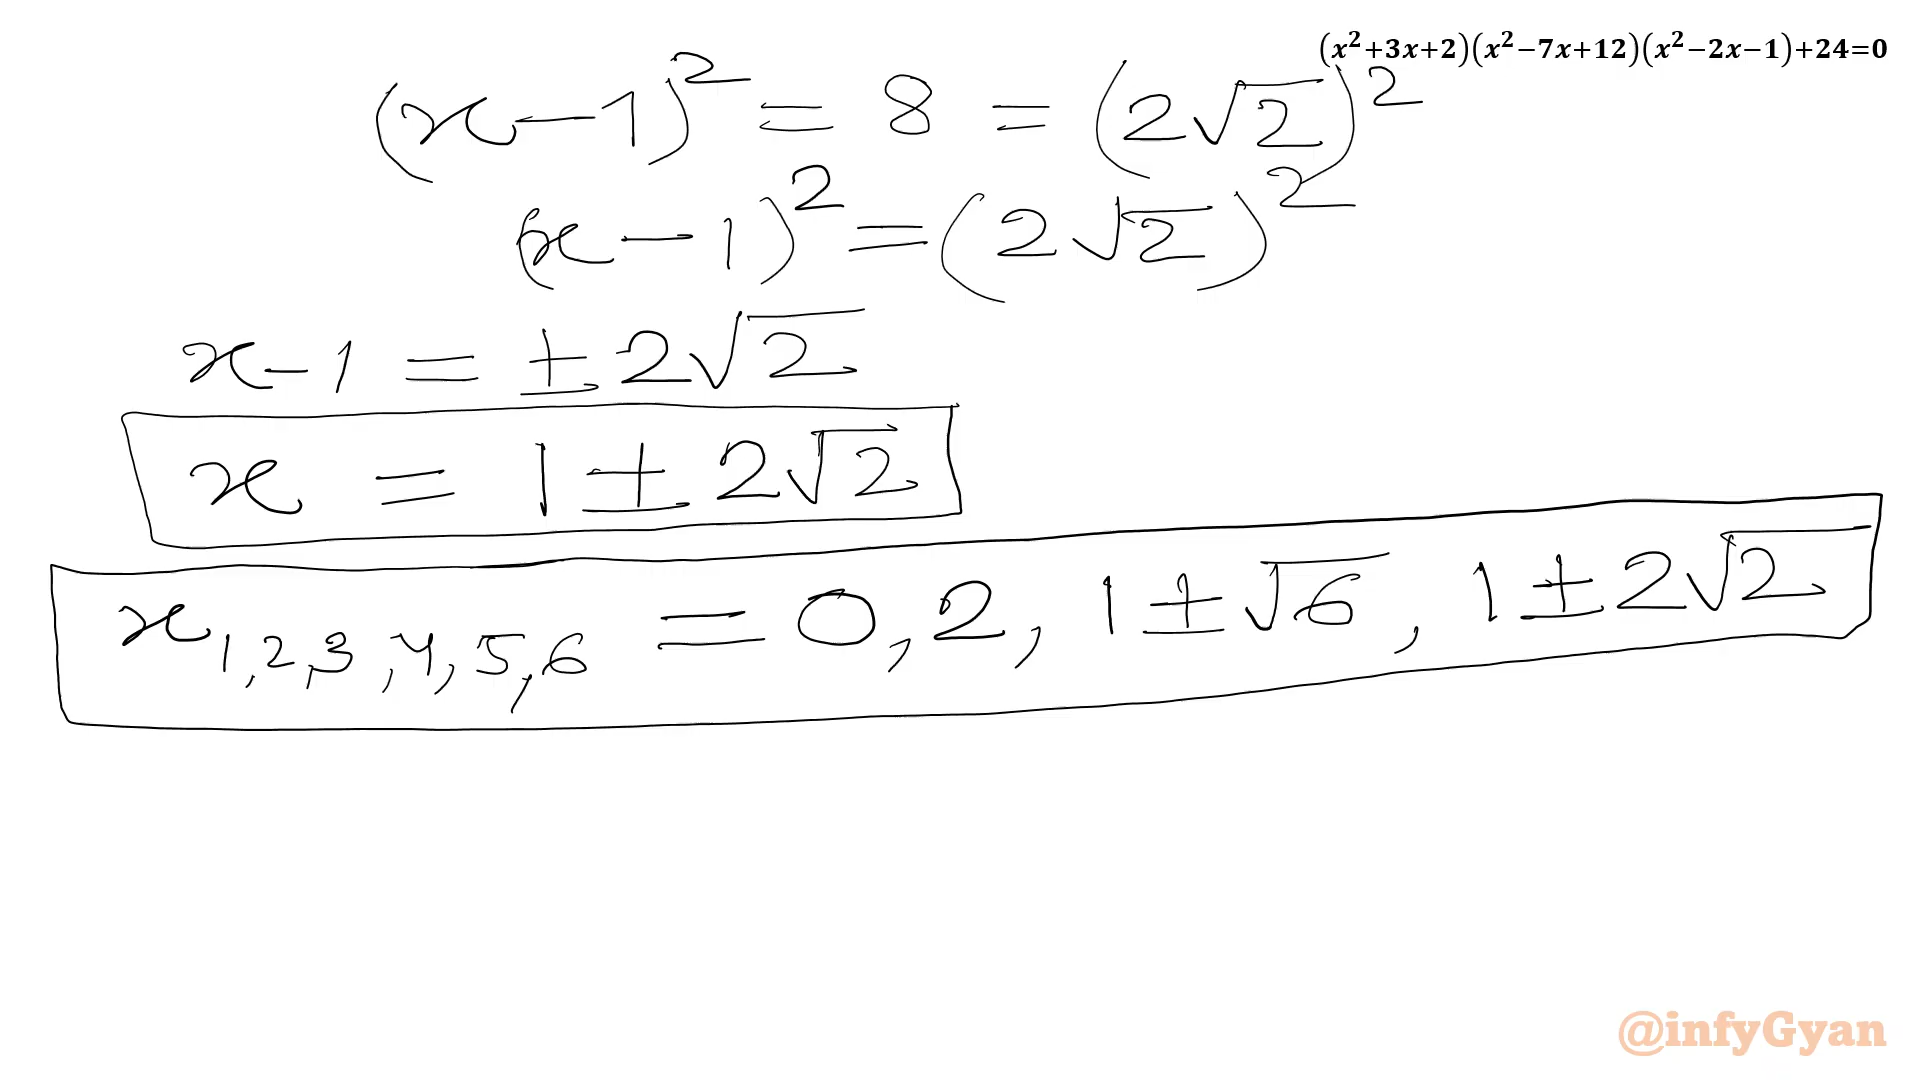 (x²+3x+2)(x²−7x+12)(x²−2x−1)+24=0
(x−1)² = 8 = (2√2)²
(x−1)² = (2√2)²
x−1 = ±2√2
x = 1±2√2
x₁,₂,₃,₄,₅,₆ = 0, 2, 1±√6, 1±2√2
@infyGyan